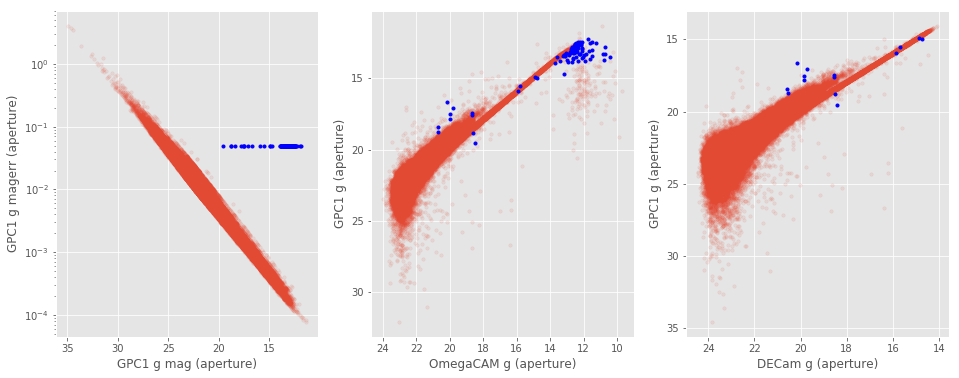 10⁰
10⁻¹
10⁻²
10⁻³
10⁻⁴
GPC1 g magerr (aperture)
35 30 25 20 15
GPC1 g mag (aperture)
15
20
25
30
GPC1 g (aperture)
24 22 20 18 16 14 12 10
OmegaCAM g (aperture)
15
20
25
30
35
GPC1 g (aperture)
24 22 20 18 16 14
DECam g (aperture)